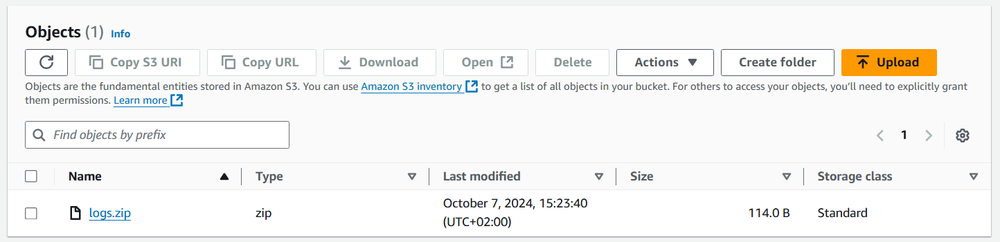 Objects (1) Info
Copy S3 URI Copy URL Download Open Delete Actions Create folder Upload
Objects are the fundamental entities stored in Amazon S3. You can use Amazon S3 inventory to get a list of all objects in your bucket. For others to access your objects, you’ll need to explicitly grant
them permissions. Learn more
Find objects by prefix 1
Name Type Last modified Size Storage class
logs.zip zip October 7, 2024, 15:23:40 114.0 B Standard
(UTC+02:00)